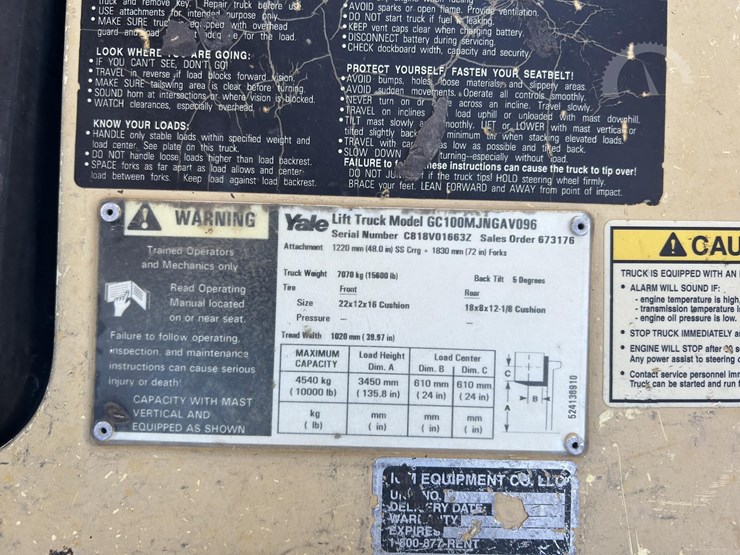 truck and remove key. Repair truck before use.
USE attachments for intended purpose only.
• MAKE SURE truck equipped with overhead
guard and load for the load.
LOOK WHERE YOU ARE GOING:
• IF YOU CAN'T SEE, DON'T GO!
• TRAVEL in reverse if load blocks forward vision.
• MAKE SURE tailswing area is clear before turning.
• SOUND horn at intersections or where vision is blocked.
• WATCH clearances, especially overhead.
KNOW YOUR LOADS:
• HANDLE only stable loads within specified weight and
load center. See plate on this truck.
• DO NOT handle loose loads higher than load backrest.
• SPACE forks as far apart as load allows and center
load between forks. Keep load against load backrest.
AVOID sparks or open flame. Provide ventilation.
• DO NOT start truck if fuel is leaking.
• KEEP vent caps clear when charging battery.
• DISCONNECT battery during servicing.
• CHECK dockboard width, capacity and security.
PROTECT YOURSELF, FASTEN YOUR SEATBELT!
• AVOID bumps, holes, loose materials, and slippery areas.
• AVOID sudden movements. Operate all controls smoothly.
• NEVER turn on or across an incline. Travel slowly.
• TRAVEL on inclines load uphill or unloaded with mast downhill.
• TILT mast slowly smoothly. LIFT or LOWER with mast vertical or
tilted slightly back minimum tilt when stacking elevated loads.
• TRAVEL with low as possible and tilted back.
• SLOW DOWN turning-especially without load.
FAILURE to these instructions can cause the truck to tip over!
DO NOT JUMP if the truck tips! HOLD steering wheel firmly.
BRACE your feet. LEAN FORWARD and AWAY from point of impact.
WARNING
Trained Operators
and Mechanics only
Read Operating
Manual located
on or near seat.
Failure to follow operating,
inspection, and maintenance
instructions can cause serious
injury or death!
CAPACITY WITH MAST
VERTICAL AND
EQUIPPED AS SHOWN
Yale Lift Truck Model GC100MJNGAV096
Serial Number C818V01663Z Sales Order 673176
Attachment 1220 mm (48.0 in) SS Crrg - 1830 mm (72 in) Forks
Truck Weight 7070 kg (15600 lb) Back Tilt 5 Degrees
Tire Front Rear
Size 22x12x16 Cushion 18x8x12-1/8 Cushion
Pressure — —
Tread Width 1020 mm (39.97 in)
MAXIMUM CAPACITY Load Height Dim. A Load Center Dim. B Dim. C
4540 kg 3450 mm 610 mm 610 mm
(10000 lb) (135.8 in) (24 in) (24 in)
kg mm mm mm
( lb) ( in) ( in) ( in)
C
B
A
524138910
CAU
TRUCK IS EQUIPPED WITH AN
• ALARM WILL SOUND IF:
- engine temperature is high,
- transmission temperature is
- engine oil pressure is low.
• STOP TRUCK IMMEDIATELY
• ENGINE WILL STOP after 30 s
Any power assist to steering
• Contact service personnel imm
Truck can be started and run f
EQUIPMENT CO. LLC
UNIT NO.
DELIVERY DATE
WARRANTY
EXPIRES
1-800-877-RENT